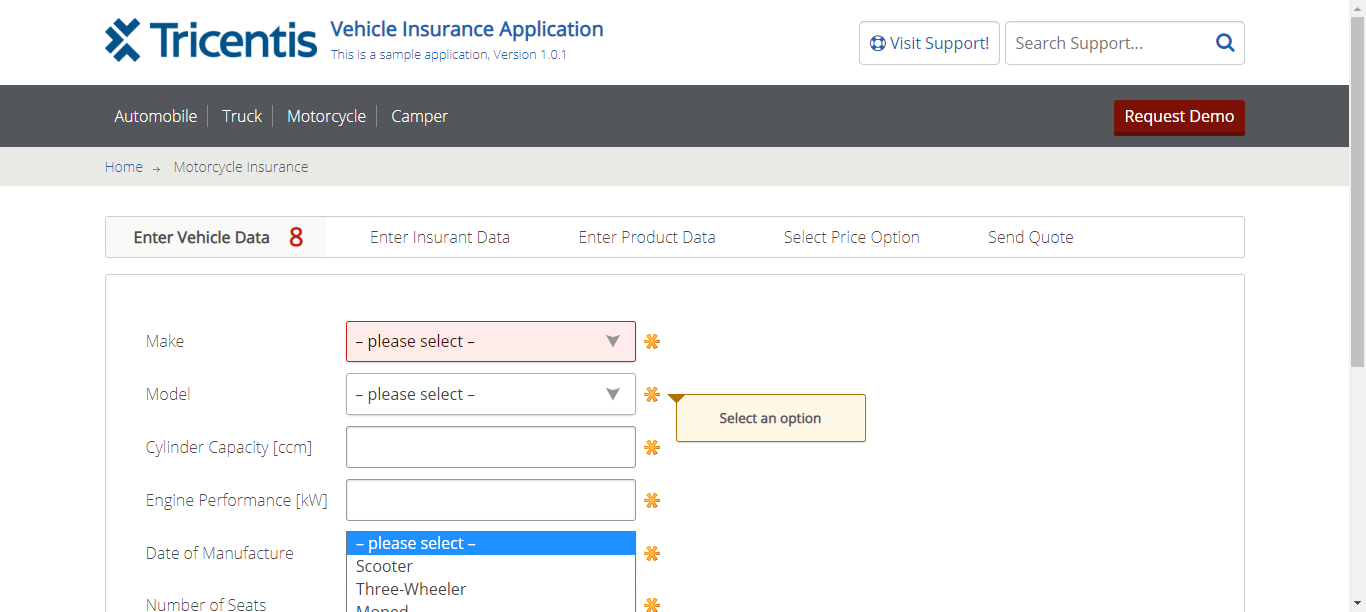 Tricentis
Vehicle Insurance Application
This is a sample application, Version 1.0.1
Visit Support!
Search Support...
Automobile
Truck
Motorcycle
Camper
Request Demo
Home → Motorcycle Insurance
Enter Vehicle Data 8
Enter Insurant Data
Enter Product Data
Select Price Option
Send Quote
Make
– please select –
Model
– please select –
Select an option
Cylinder Capacity [ccm]
Engine Performance [kW]
Date of Manufacture
– please select –
Scooter
Three-Wheeler
Moped
Number of Seats